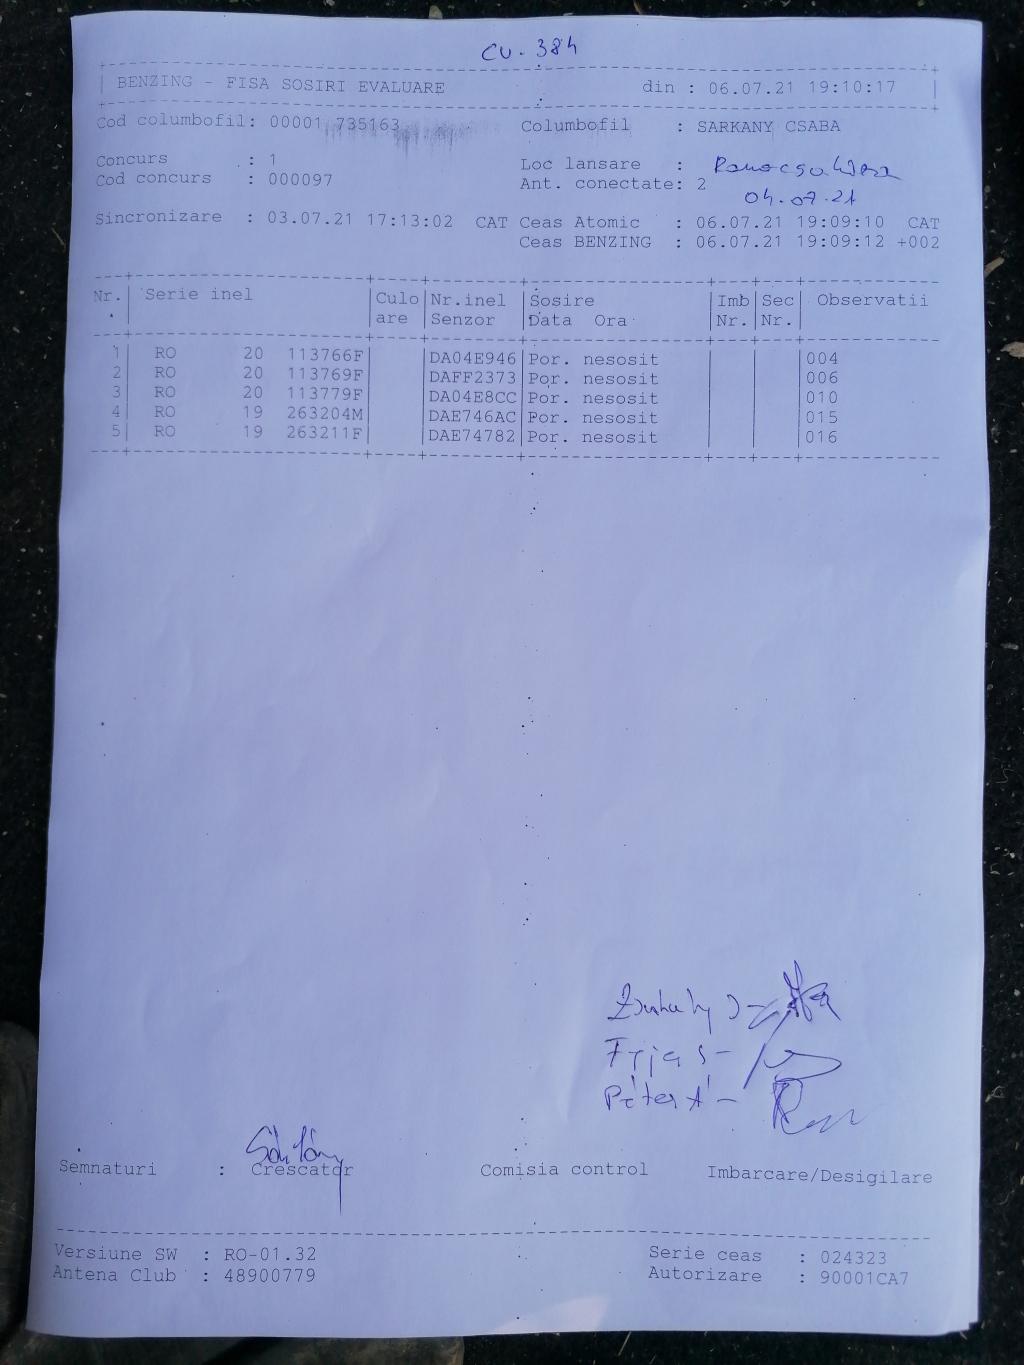 CU. 384
BENZING - FISA SOSIRI EVALUARE din : 06.07.21 19:10:17
Cod columbofil: 00001 735163 Columbofil : SARKANY CSABA
Concurs : 1 Loc lansare :
Cod concurs : 000097 Ant. conectate: 2
04.07.21
Sincronizare : 03.07.21 17:13:02 CAT Ceas Atomic : 06.07.21 19:09:10 CAT
Ceas BENZING : 06.07.21 19:09:12 +002
Nr. Serie inel Culo Nr.inel Sosire Imb Sec Observatii
are Senzor Data Ora Nr. Nr.
1 RO 20 113766F DA04E946 Por. nesosit 004
2 RO 20 113769F DAFF2373 Por. nesosit 006
3 RO 20 113779F DA04E8CC Por. nesosit 010
4 RO 19 263204M DAE746AC Por. nesosit 015
5 RO 19 263211F DAE74782 Por. nesosit 016
Péter A -
Semnaturi : Crescator Comisia control Imbarcare/Desigilare
Versiune SW : RO-01.32 Serie ceas : 024323
Antena Club : 48900779 Autorizare : 90001CA7